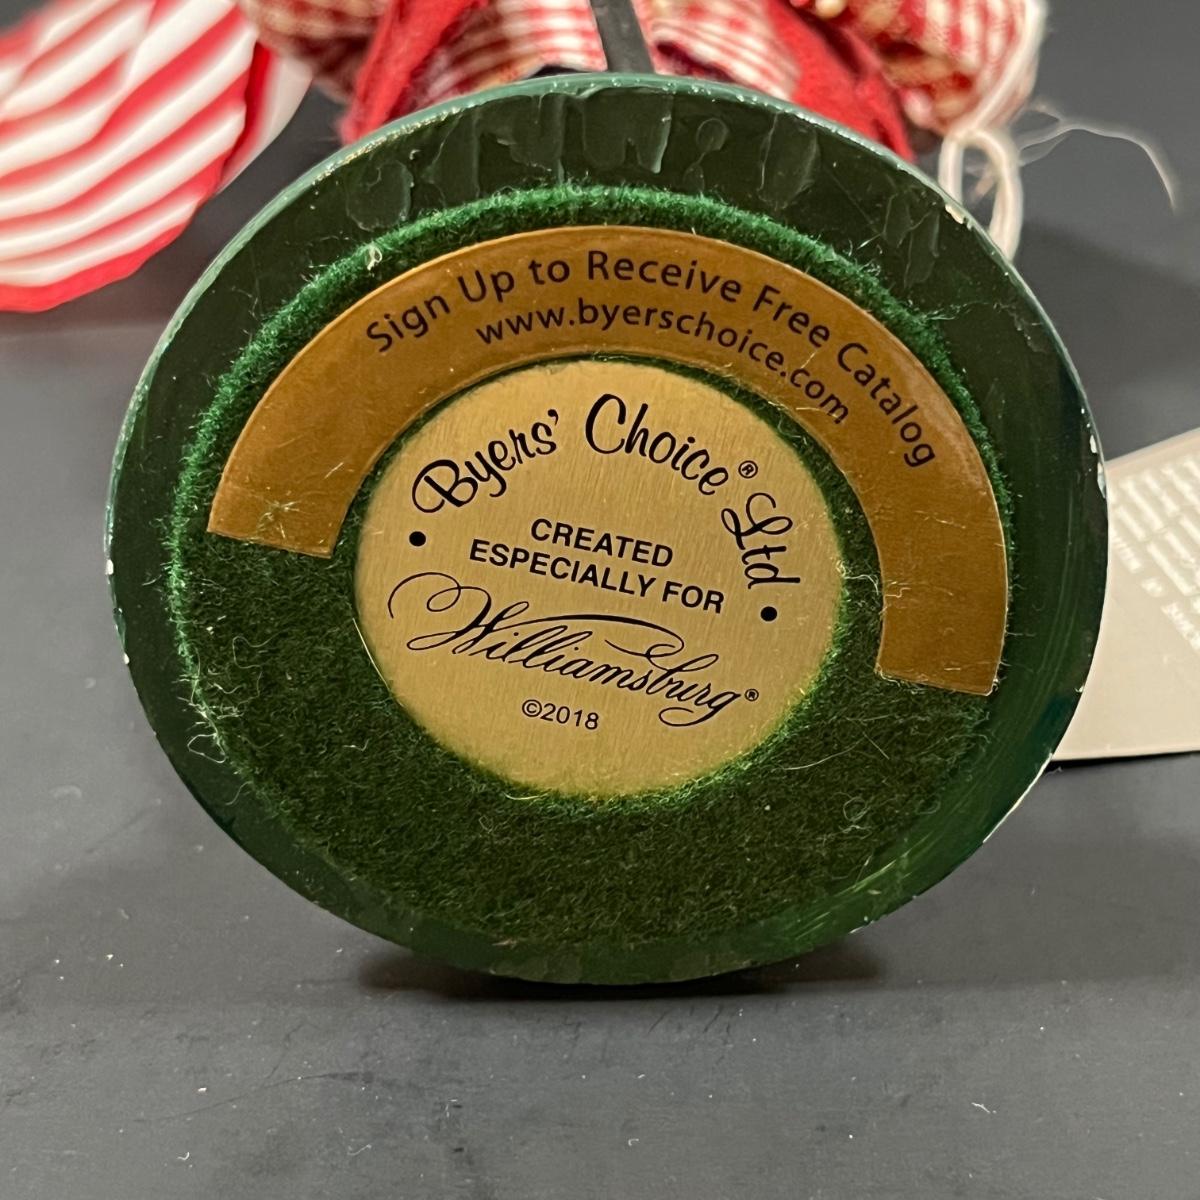 Sign Up to Receive Free Catalog
www.byerschoice.com
Byers' Choice® Ltd
CREATED
ESPECIALLY FOR
Williamsburg®
©2018